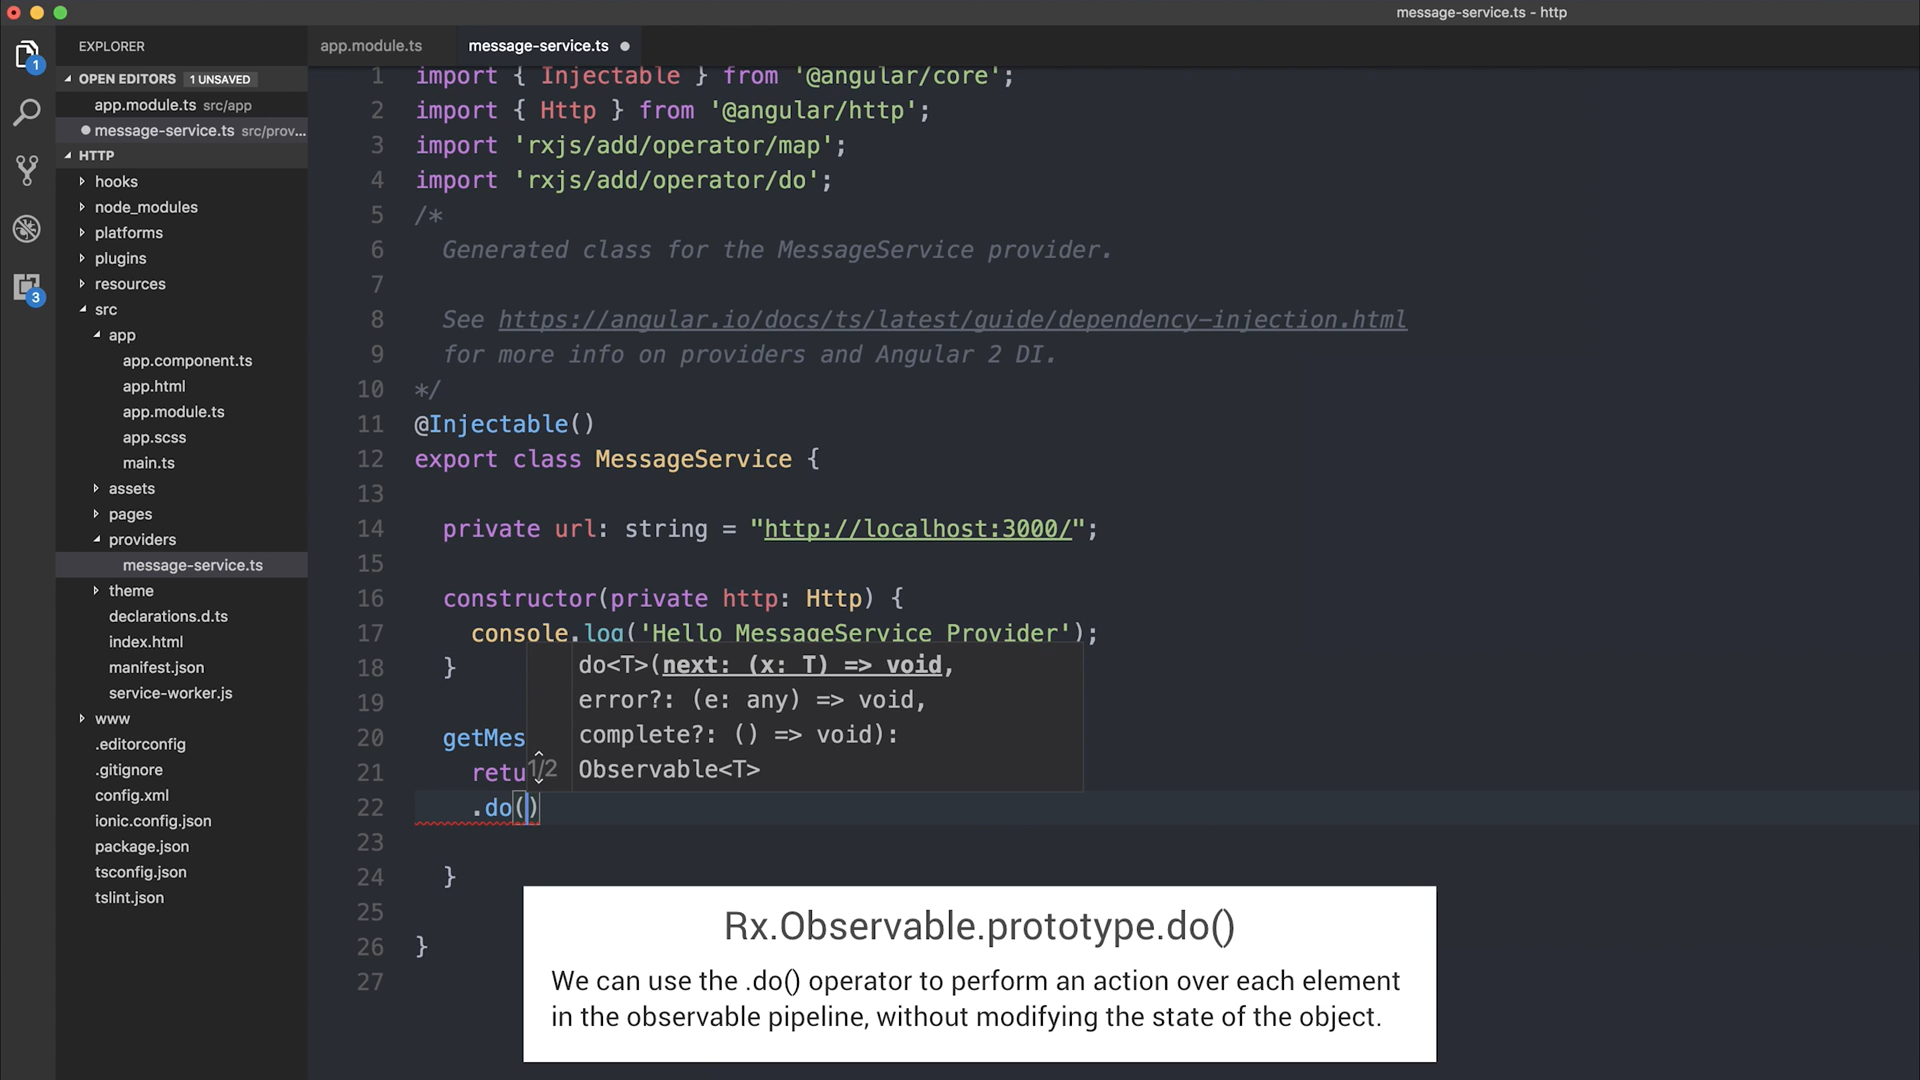 message-service.ts - http
EXPLORER
OPEN EDITORS 1 UNSAVED
app.module.ts src/app
message-service.ts src/prov...
HTTP
hooks
node_modules
platforms
plugins
resources
src
app
app.component.ts
app.html
app.module.ts
app.scss
main.ts
assets
pages
providers
message-service.ts
theme
declarations.d.ts
index.html
manifest.json
service-worker.js
www
.editorconfig
.gitignore
config.xml
ionic.config.json
package.json
tsconfig.json
tslint.json
1
3
app.module.ts message-service.ts
1 import { Injectable } from '@angular/core';
2 import { Http } from '@angular/http';
3 import 'rxjs/add/operator/map';
4 import 'rxjs/add/operator/do';
5 /*
6 Generated class for the MessageService provider.
7
8 See https://angular.io/docs/ts/latest/guide/dependency-injection.html
9 for more info on providers and Angular 2 DI.
10 */
11 @Injectable()
12 export class MessageService {
13
14 private url: string = "http://localhost:3000/";
15
16 constructor(private http: Http) {
17 console.log('Hello MessageService Provider');
18 }
19
20 getMes
21 retu
22 .do()
23
24 }
25
26 }
27
do<T>(next: (x: T) => void,
error?: (e: any) => void,
complete?: () => void):
1/2 Observable<T>
Rx.Observable.prototype.do()
We can use the .do() operator to perform an action over each element
in the observable pipeline, without modifying the state of the object.